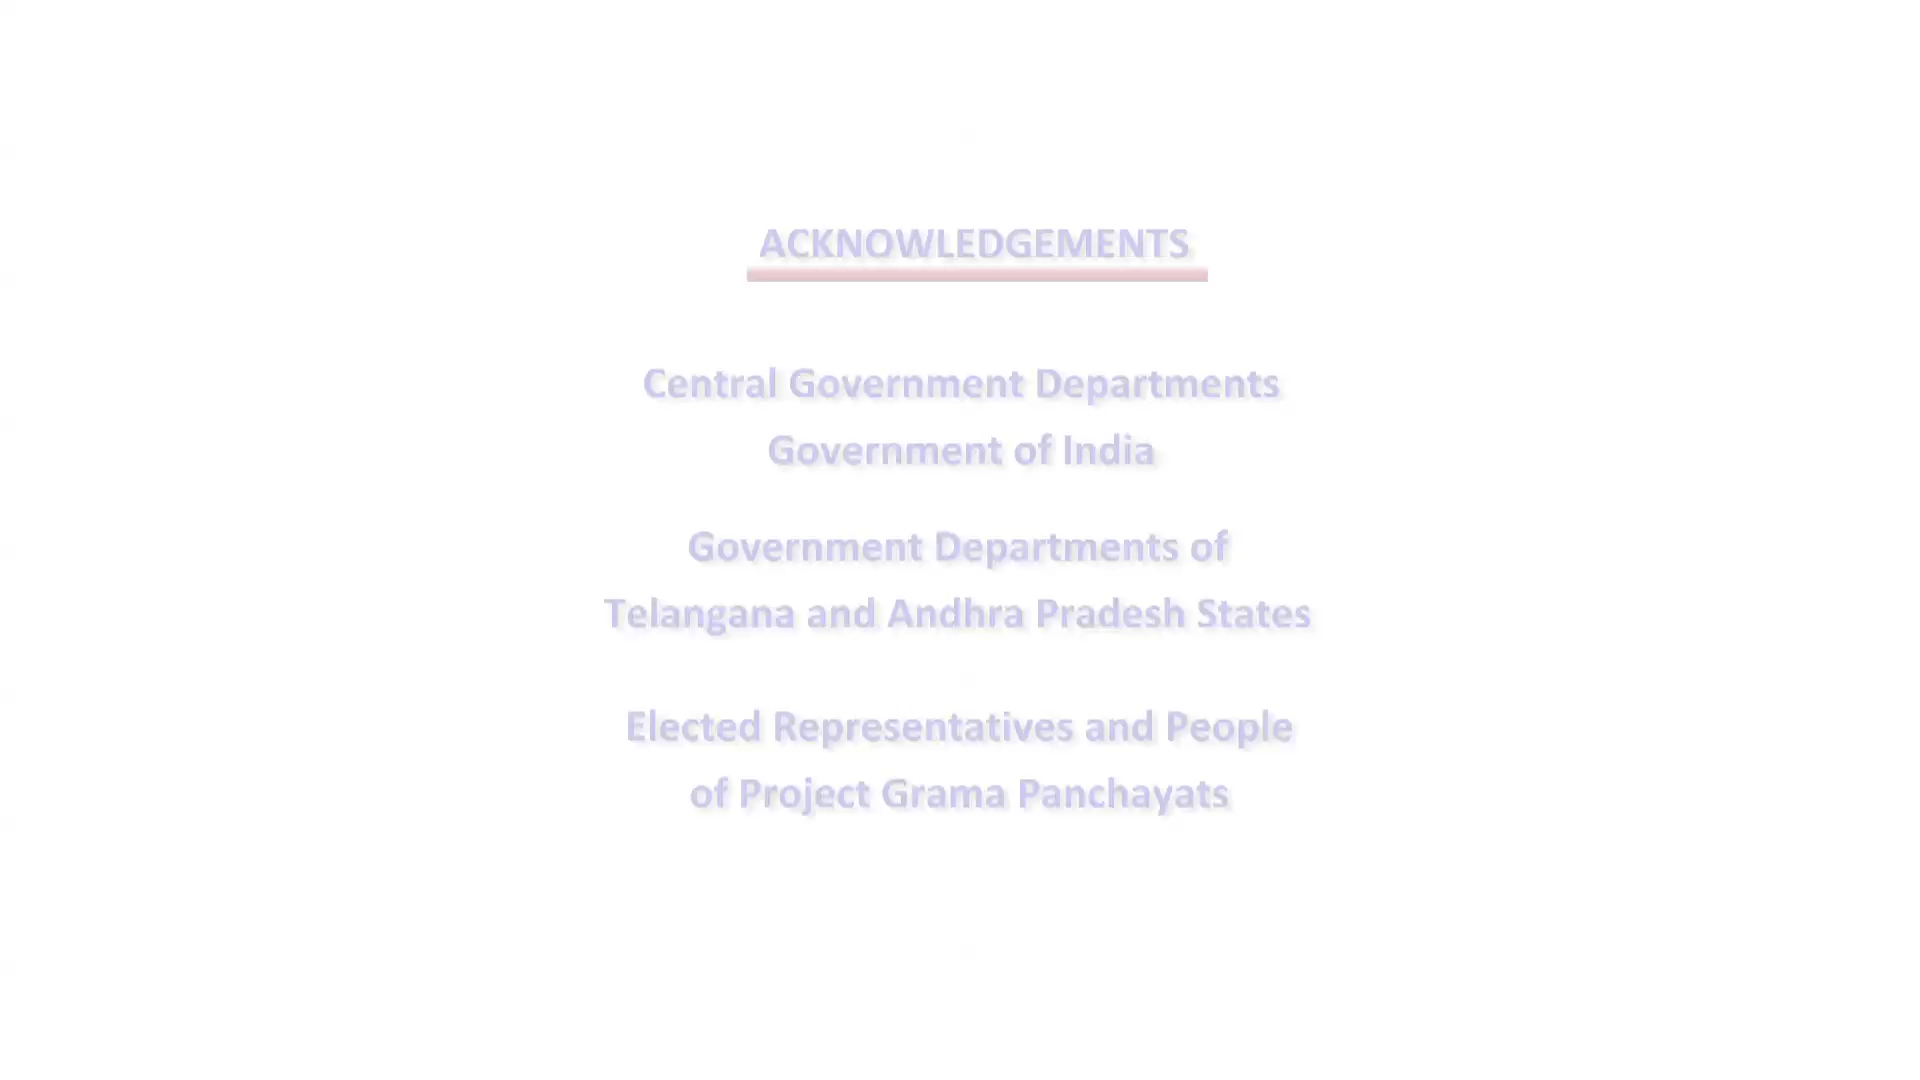 ACKNOWLEDGEMENTS
Central Government Departments
Government of India
Government Departments of
Telangana and Andhra Pradesh States
Elected Representatives and People
of Project Grama Panchayats